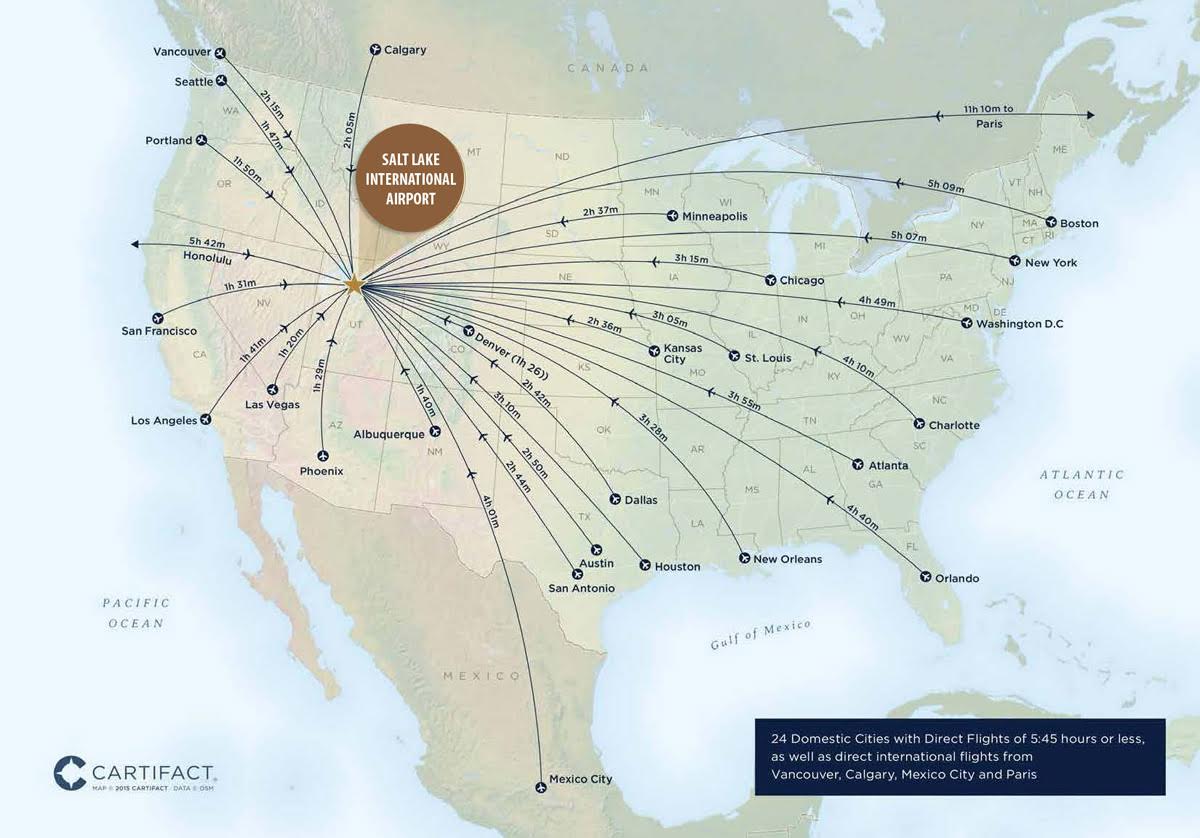 Vancouver
Calgary
CANADA
Seattle
WA
2h 15m
1h 47m
2h 05m
11h 10m to
Paris
Portland
1h 50m
SALT LAKE
INTERNATIONAL
AIRPORT
MT
ND
ME
OR
ID
MN
WI
VT
NH
5h 09m
2h 37m
Minneapolis
Boston
NY
MA
CT
RI
SD
WY
MI
5h 07m
New York
5h 42m
Honolulu
3h 15m
NE
IA
Chicago
PA
NJ
1h 31m
NV
San Francisco
4h 49m
MD
DE
OH
Washington D.C
UT
CA
1h 41m
1h 20m
Denver (1h 26))
CO
2h 36m
3h 05m
IN
IL
WV
VA
Kansas
City
St. Louis
MO
KS
KY
4h 10m
1h 29m
Las Vegas
1h 40m
2h 42m
3h 10m
3h 55m
NC
Los Angeles
AZ
Albuquerque
NM
OK
3h 28m
TN
AR
SC
Charlotte
Phoenix
2h 50m
2h 44m
AL
Atlanta
GA
MS
ATLANTIC
OCEAN
4h 01m
Dallas
TX
LA
4h 40m
FL
Austin
San Antonio
Houston
New Orleans
Orlando
PACIFIC
OCEAN
Gulf of Mexico
MEXICO
24 Domestic Cities with Direct Flights of 5:45 hours or less,
as well as direct international flights from
Vancouver, Calgary, Mexico City and Paris
CARTIFACT
MAP © 2015 CARTIFACT DATA © OSM
Mexico City